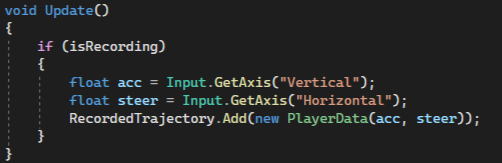 void Update()
{
    if (isRecording)
    {
        float acc = Input.GetAxis("Vertical");
        float steer = Input.GetAxis("Horizontal");
        RecordedTrajectory.Add(new PlayerData(acc, steer));
    }
}